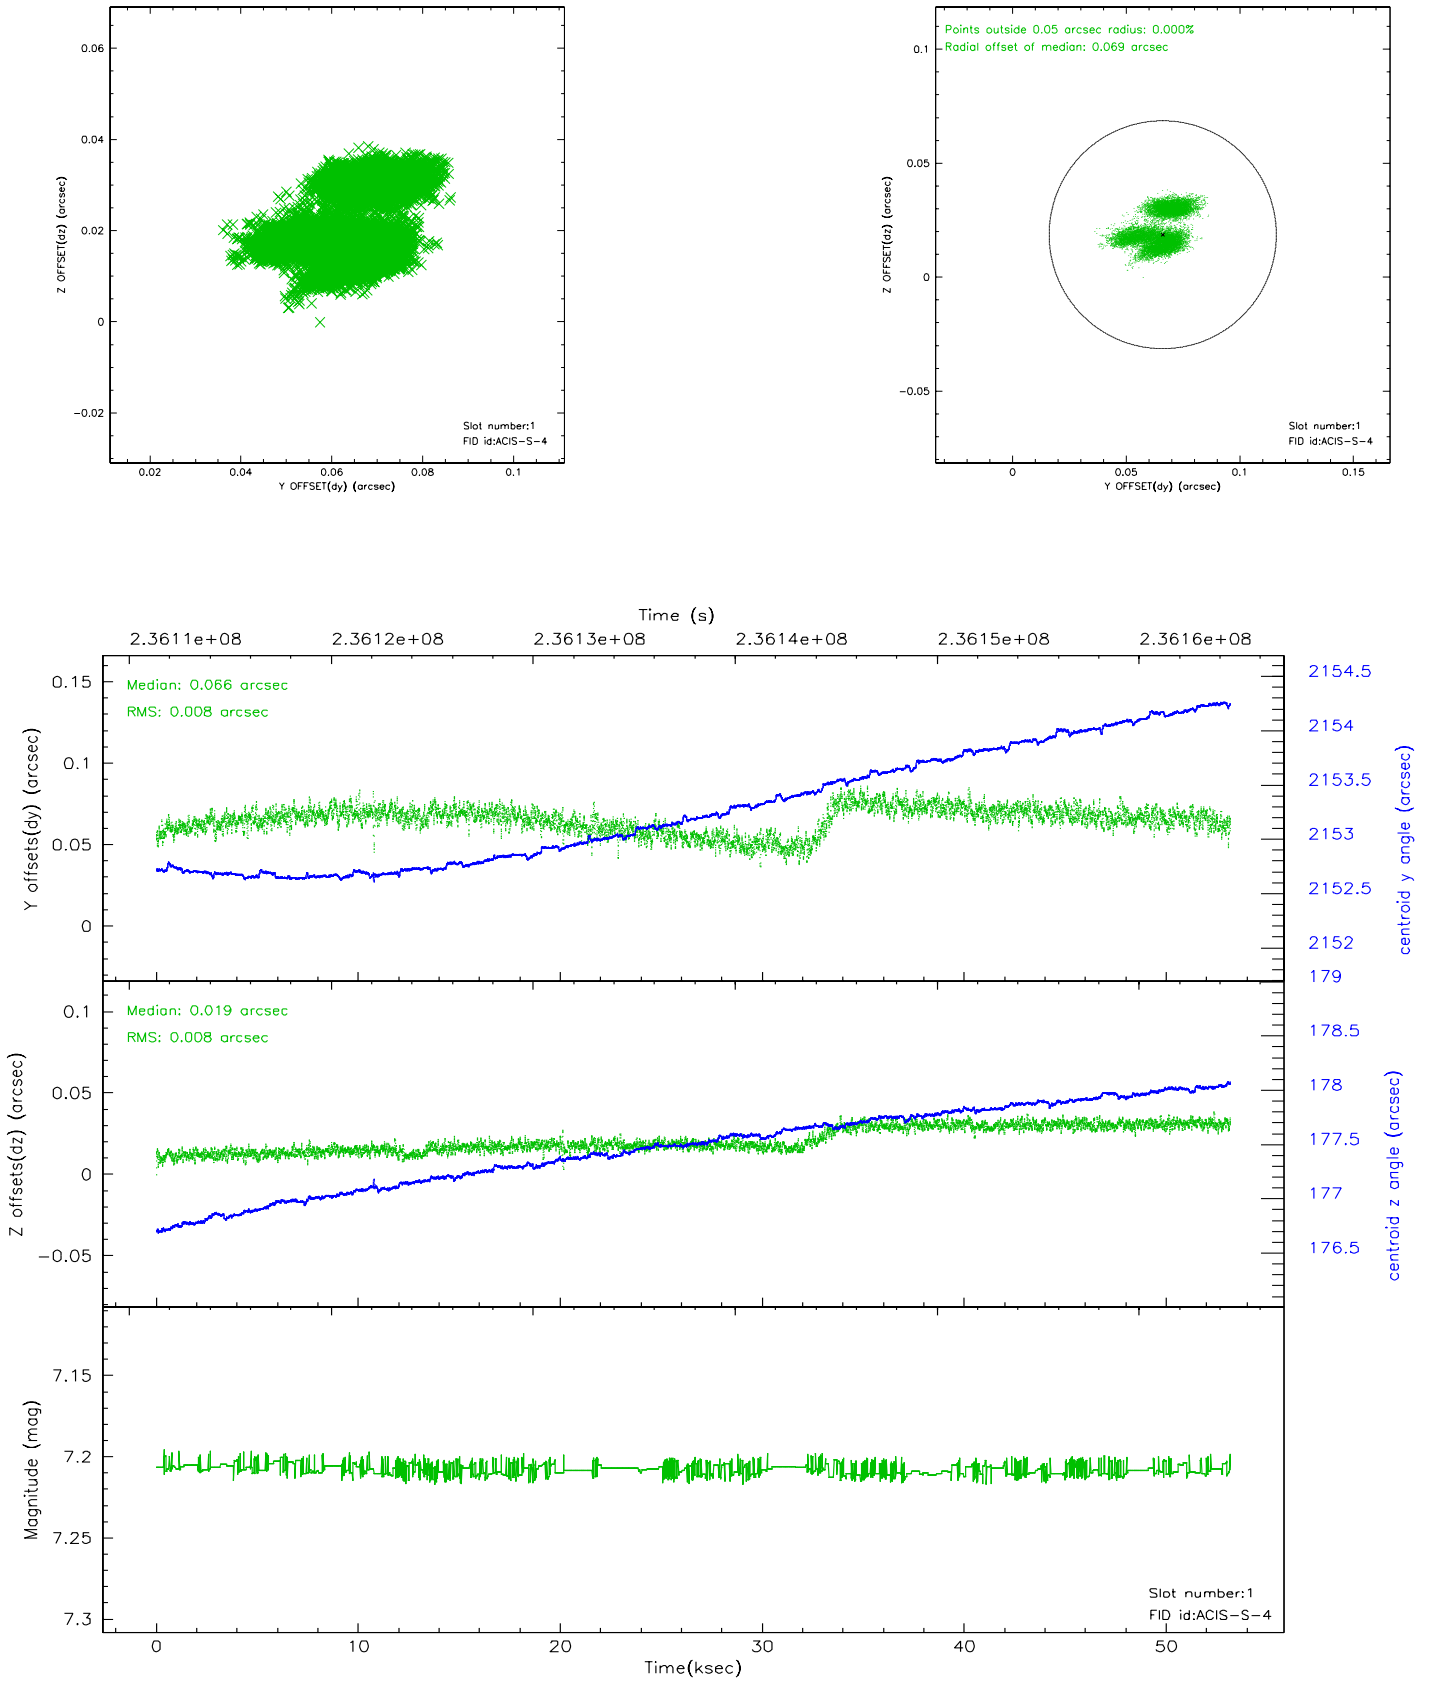 0.06
0.04
0.02
0
−0.02
Z OFFSET(dz) (arcsec)
Slot number:1
FID id:ACIS−S−4
0.02 0.04 0.06 0.08 0.1
Y OFFSET(dy) (arcsec)
Points outside 0.05 arcsec radius: 0.000%
Radial offset of median: 0.069 arcsec
0.1
0.05
0
−0.05
Z OFFSET(dz) (arcsec)
Slot number:1
FID id:ACIS−S−4
0 0.05 0.1 0.15
Y OFFSET(dy) (arcsec)
Time (s)
2.3611e+08 2.3612e+08 2.3613e+08 2.3614e+08 2.3615e+08 2.3616e+08
Median: 0.066 arcsec
RMS: 0.008 arcsec
0.15
0.1
0.05
0
Y offsets(dy) (arcsec)
2154.5
2154
2153.5
2153
2152.5
2152
centroid y angle (arcsec)
Median: 0.019 arcsec
RMS: 0.008 arcsec
0.1
0.05
0
−0.05
Z offsets(dz) (arcsec)
179
178.5
178
177.5
177
176.5
centroid z angle (arcsec)
7.15
7.2
7.25
7.3
Magnitude (mag)
Slot number:1
FID id:ACIS−S−4
0 10 20 30 40 50
Time(ksec)